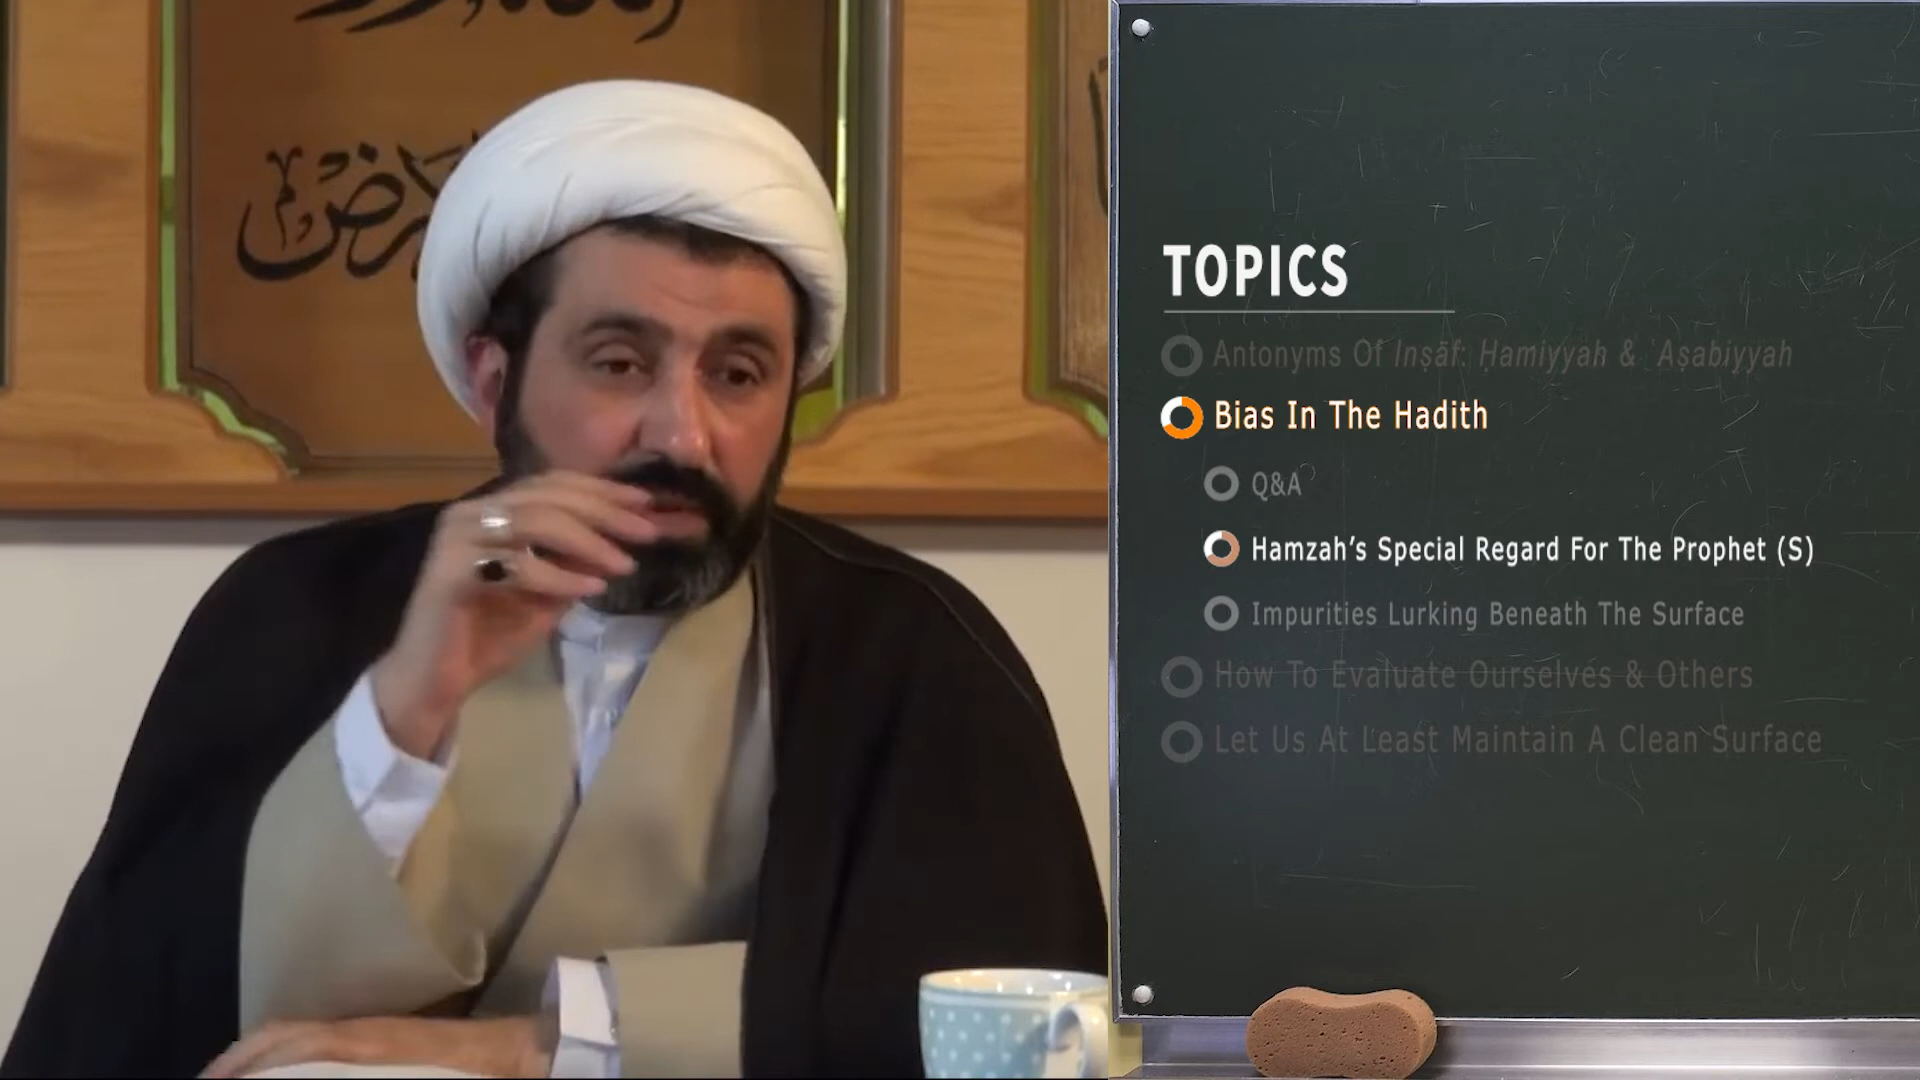 TOPICS
Antonyms Of Inṣāf: Ḥamiyyah & ʿAṣabiyyah
Bias In The Hadith
Q&A
Hamzah’s Special Regard For The Prophet (S)
Impurities Lurking Beneath The Surface
How To Evaluate Ourselves & Others
Let Us At Least Maintain A Clean Surface